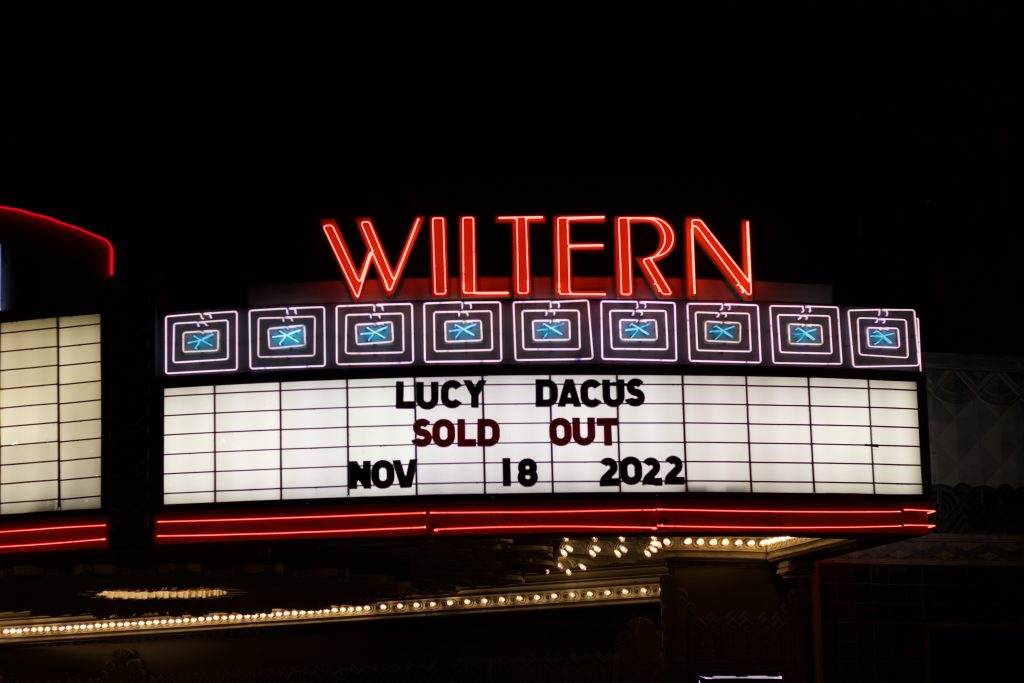 WILTERN
LUCY DACUS
SOLD OUT
NOV 18 2022